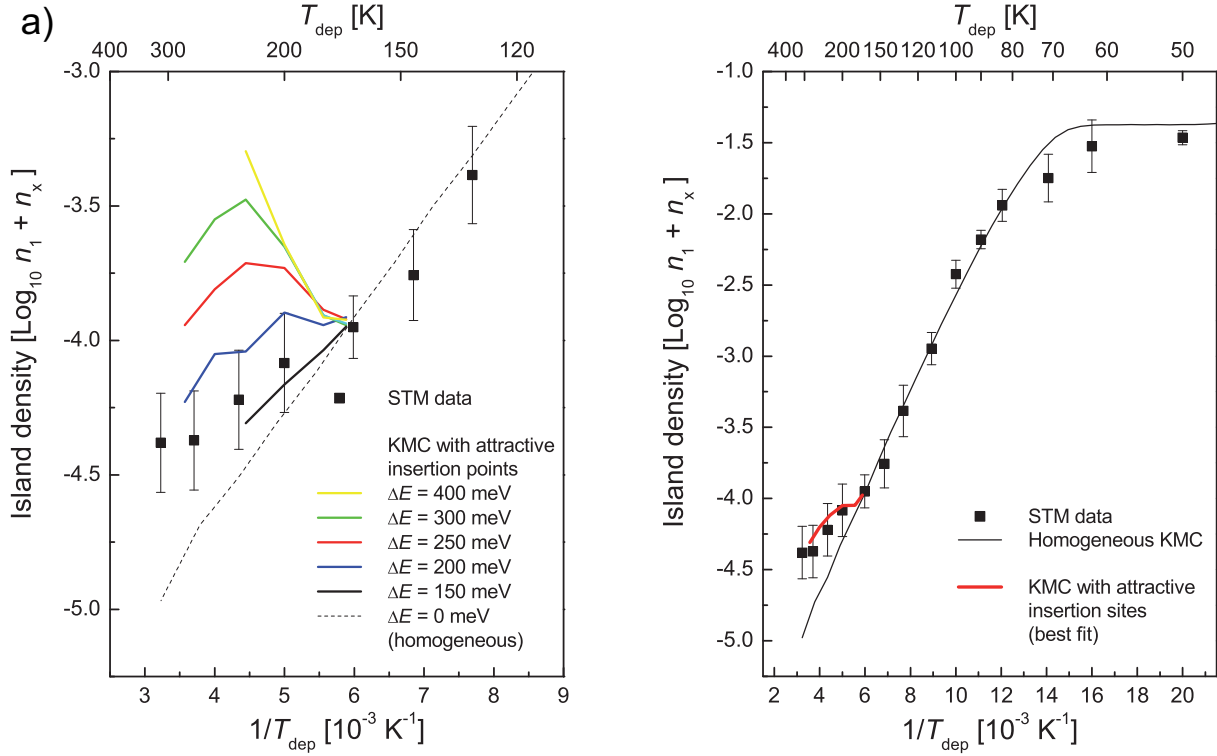 a)
T_dep [K]
400 300 200 150 120
-3.0
-3.5
-4.0
-4.5
-5.0
Island density [Log₁₀ n₁ + nₓ]
STM data
KMC with attractive
insertion points
ΔE = 400 meV
ΔE = 300 meV
ΔE = 250 meV
ΔE = 200 meV
ΔE = 150 meV
ΔE = 0 meV
(homogeneous)
3 4 5 6 7 8 9
1/T_dep [10⁻³ K⁻¹]
T_dep [K]
400 200 150 120 100 80 70 60 50
-1.0
-1.5
-2.0
-2.5
-3.0
-3.5
-4.0
-4.5
-5.0
Island density [Log₁₀ n₁ + nₓ]
STM data
Homogeneous KMC
KMC with attractive
insertion sites
(best fit)
2 4 6 8 10 12 14 16 18 20
1/T_dep [10⁻³ K⁻¹]